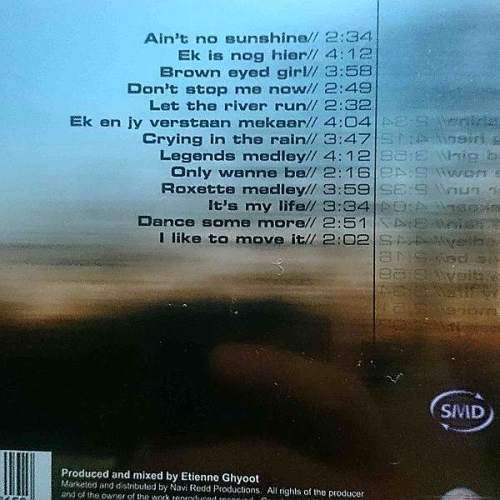 Ain't no sunshine// 2:34
Ek is nog hier// 4:12
Brown eyed girl// 3:58
Don't stop me now// 2:49
Let the river run// 2:32
Ek en jy verstaan mekaar// 4:04
Crying in the rain// 3:47
Legends medley// 4:12
Only wanne be// 2:16
Roxette medley// 3:59
It's my life// 3:34
Dance some more// 2:51
I like to move it// 2:02
SMD
Produced and mixed by Etienne Ghyoot
Marketed and distributed by Navi Redd Productions. All rights of the producer
and of the owner of the work reproduced reserved.